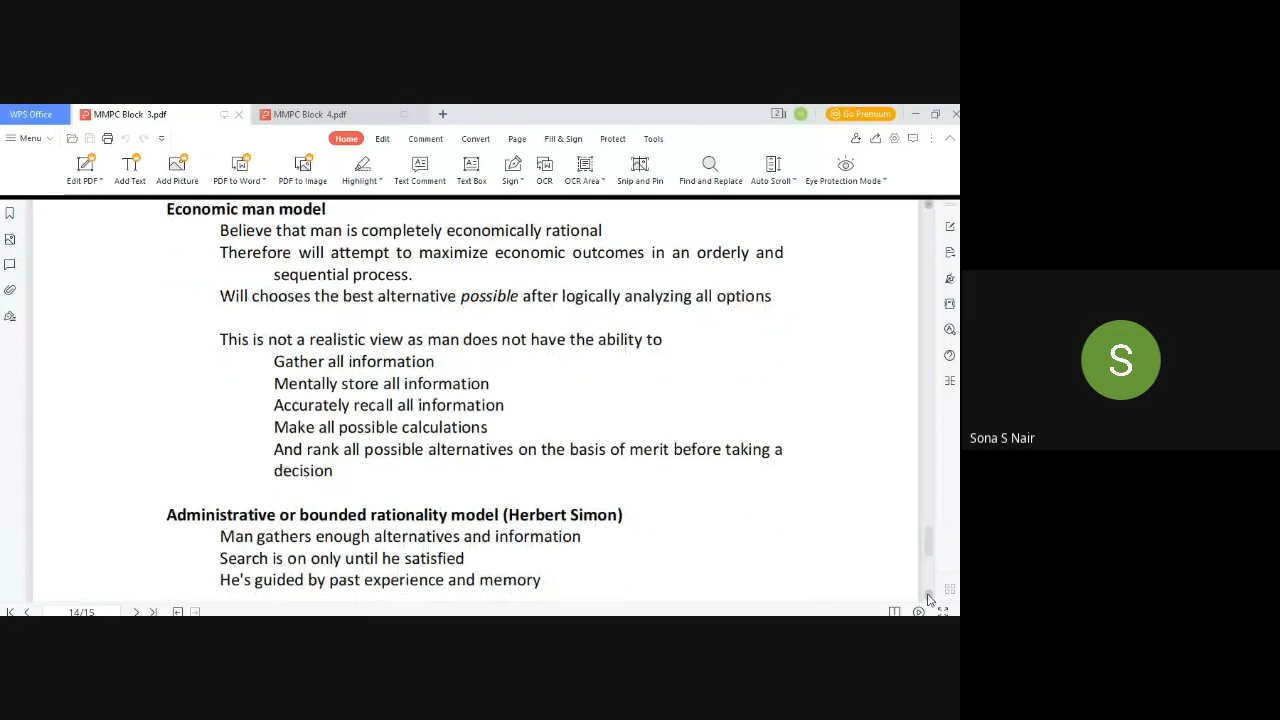 WPS Office
MMPC Block 3.pdf
MMPC Block 4.pdf
Go Premium
Menu
Home
Edit
Comment
Convert
Page
Fill & Sign
Protect
Tools
Edit PDF
Add Text
Add Picture
PDF to Word
PDF to Image
Highlight
Text Comment
Text Box
Sign
OCR
OCR Area
Snip and Pin
Find and Replace
Auto Scroll
Eye Protection Mode
Economic man model
Believe that man is completely economically rational
Therefore will attempt to maximize economic outcomes in an orderly and
sequential process.
Will chooses the best alternative possible after logically analyzing all options
This is not a realistic view as man does not have the ability to
Gather all information
Mentally store all information
Accurately recall all information
Make all possible calculations
And rank all possible alternatives on the basis of merit before taking a
decision
Administrative or bounded rationality model (Herbert Simon)
Man gathers enough alternatives and information
Search is on only until he satisfied
He's guided by past experience and memory
14/15
S
Sona S Nair